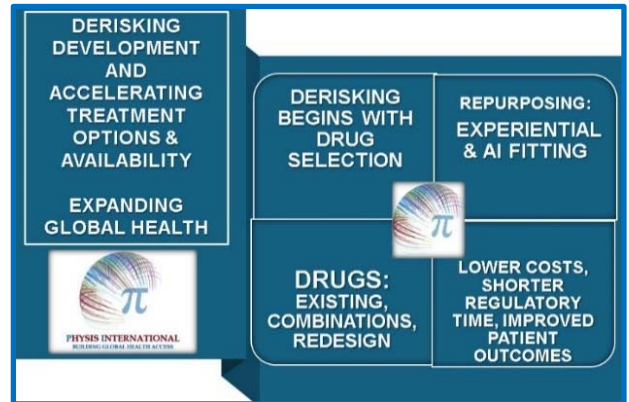 DERISKING
DEVELOPMENT
AND
ACCELERATING
TREATMENT
OPTIONS &
AVAILABILITY
EXPANDING
GLOBAL HEALTH
π
PHYSIS INTERNATIONAL
BUILDING GLOBAL HEALTH ACCESS
DERISKING
BEGINS WITH
DRUG
SELECTION
REPURPOSING:
EXPERIENTIAL
& AI FITTING
π
DRUGS:
EXISTING,
COMBINATIONS,
REDESIGN
LOWER COSTS,
SHORTER
REGULATORY
TIME, IMPROVED
PATIENT
OUTCOMES